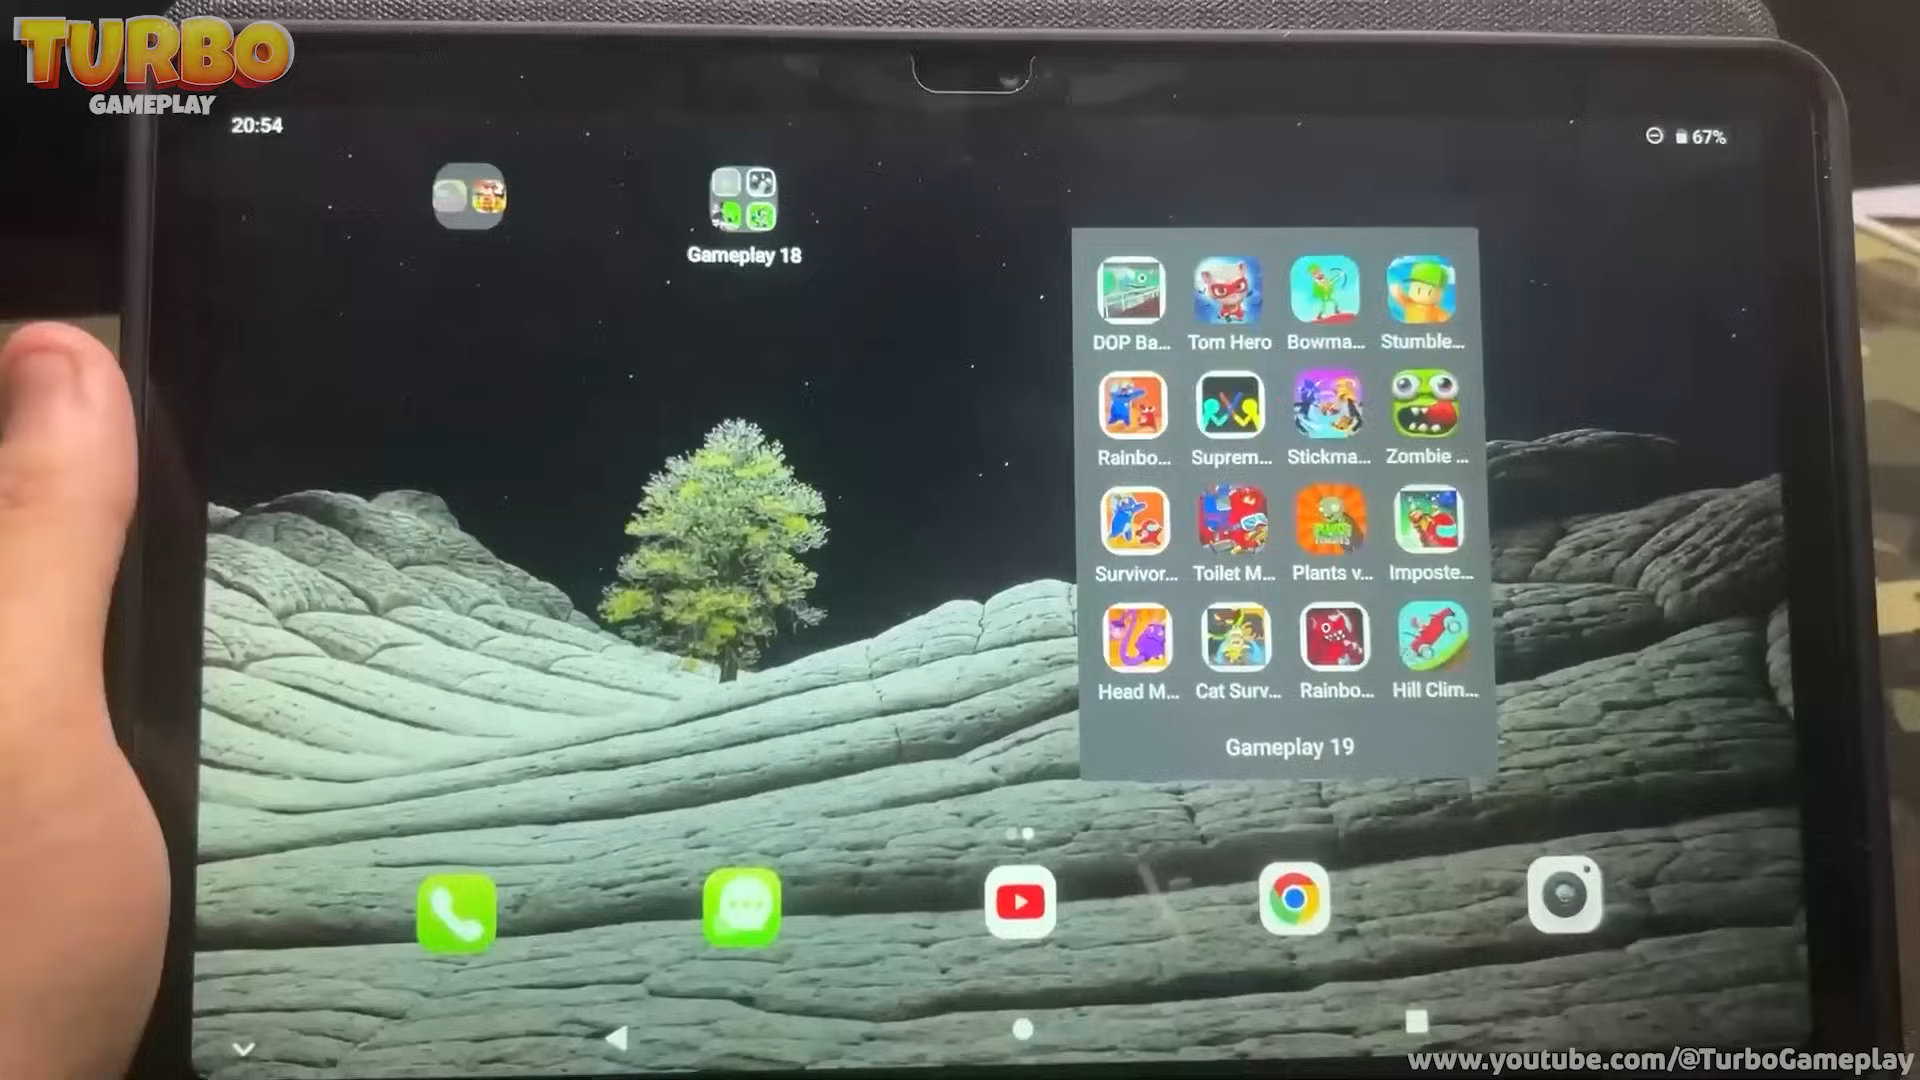 TURBO
GAMEPLAY
20:54
67%
Gameplay 18
DOP Ba... Tom Hero Bowma... Stumble...
Rainbo... Suprem... Stickma... Zombie ...
Survivor... Toilet M... Plants v... Imposte...
Head M... Cat Surv... Rainbo... Hill Clim...
Gameplay 19
www.youtube.com/@TurboGameplay